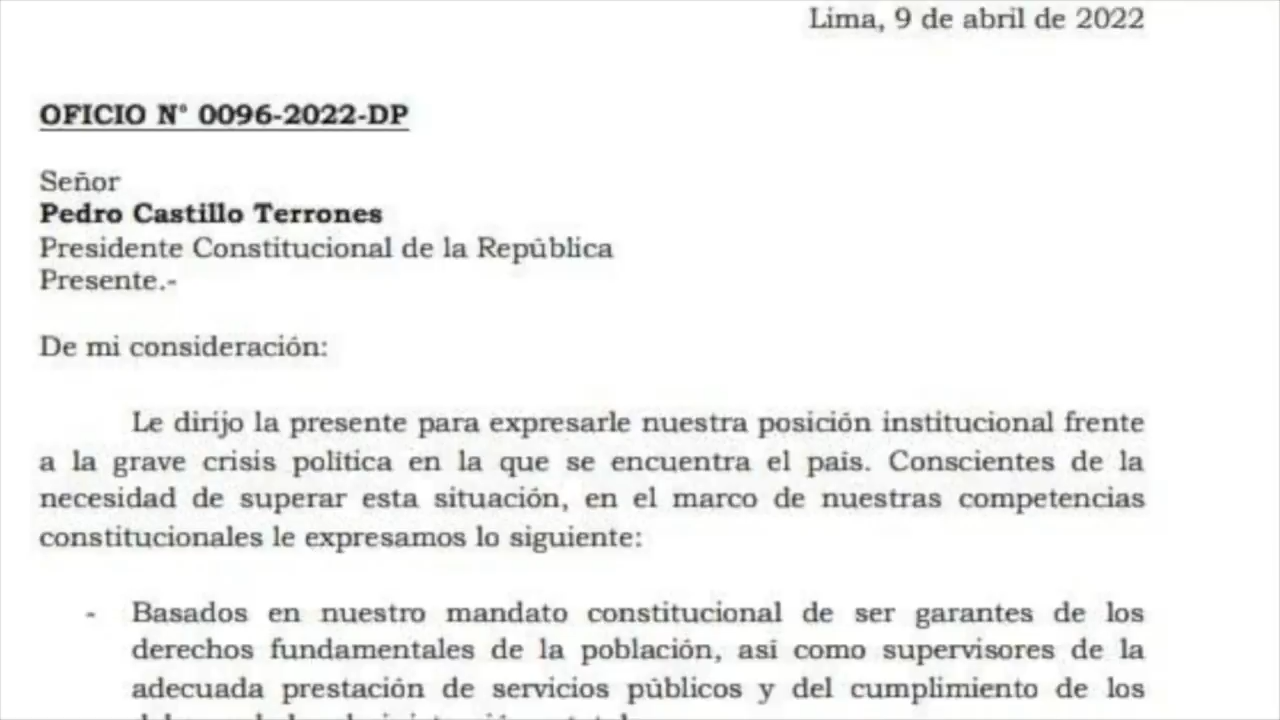 Lima, 9 de abril de 2022
OFICIO N° 0096-2022-DP
Señor
Pedro Castillo Terrones
Presidente Constitucional de la República
Presente.-
De mi consideración:
Le dirijo la presente para expresarle nuestra posición institucional frente
a la grave crisis política en la que se encuentra el país. Conscientes de la
necesidad de superar esta situación, en el marco de nuestras competencias
constitucionales le expresamos lo siguiente:
- Basados en nuestro mandato constitucional de ser garantes de los
derechos fundamentales de la población, así como supervisores de la
adecuada prestación de servicios públicos y del cumplimiento de los